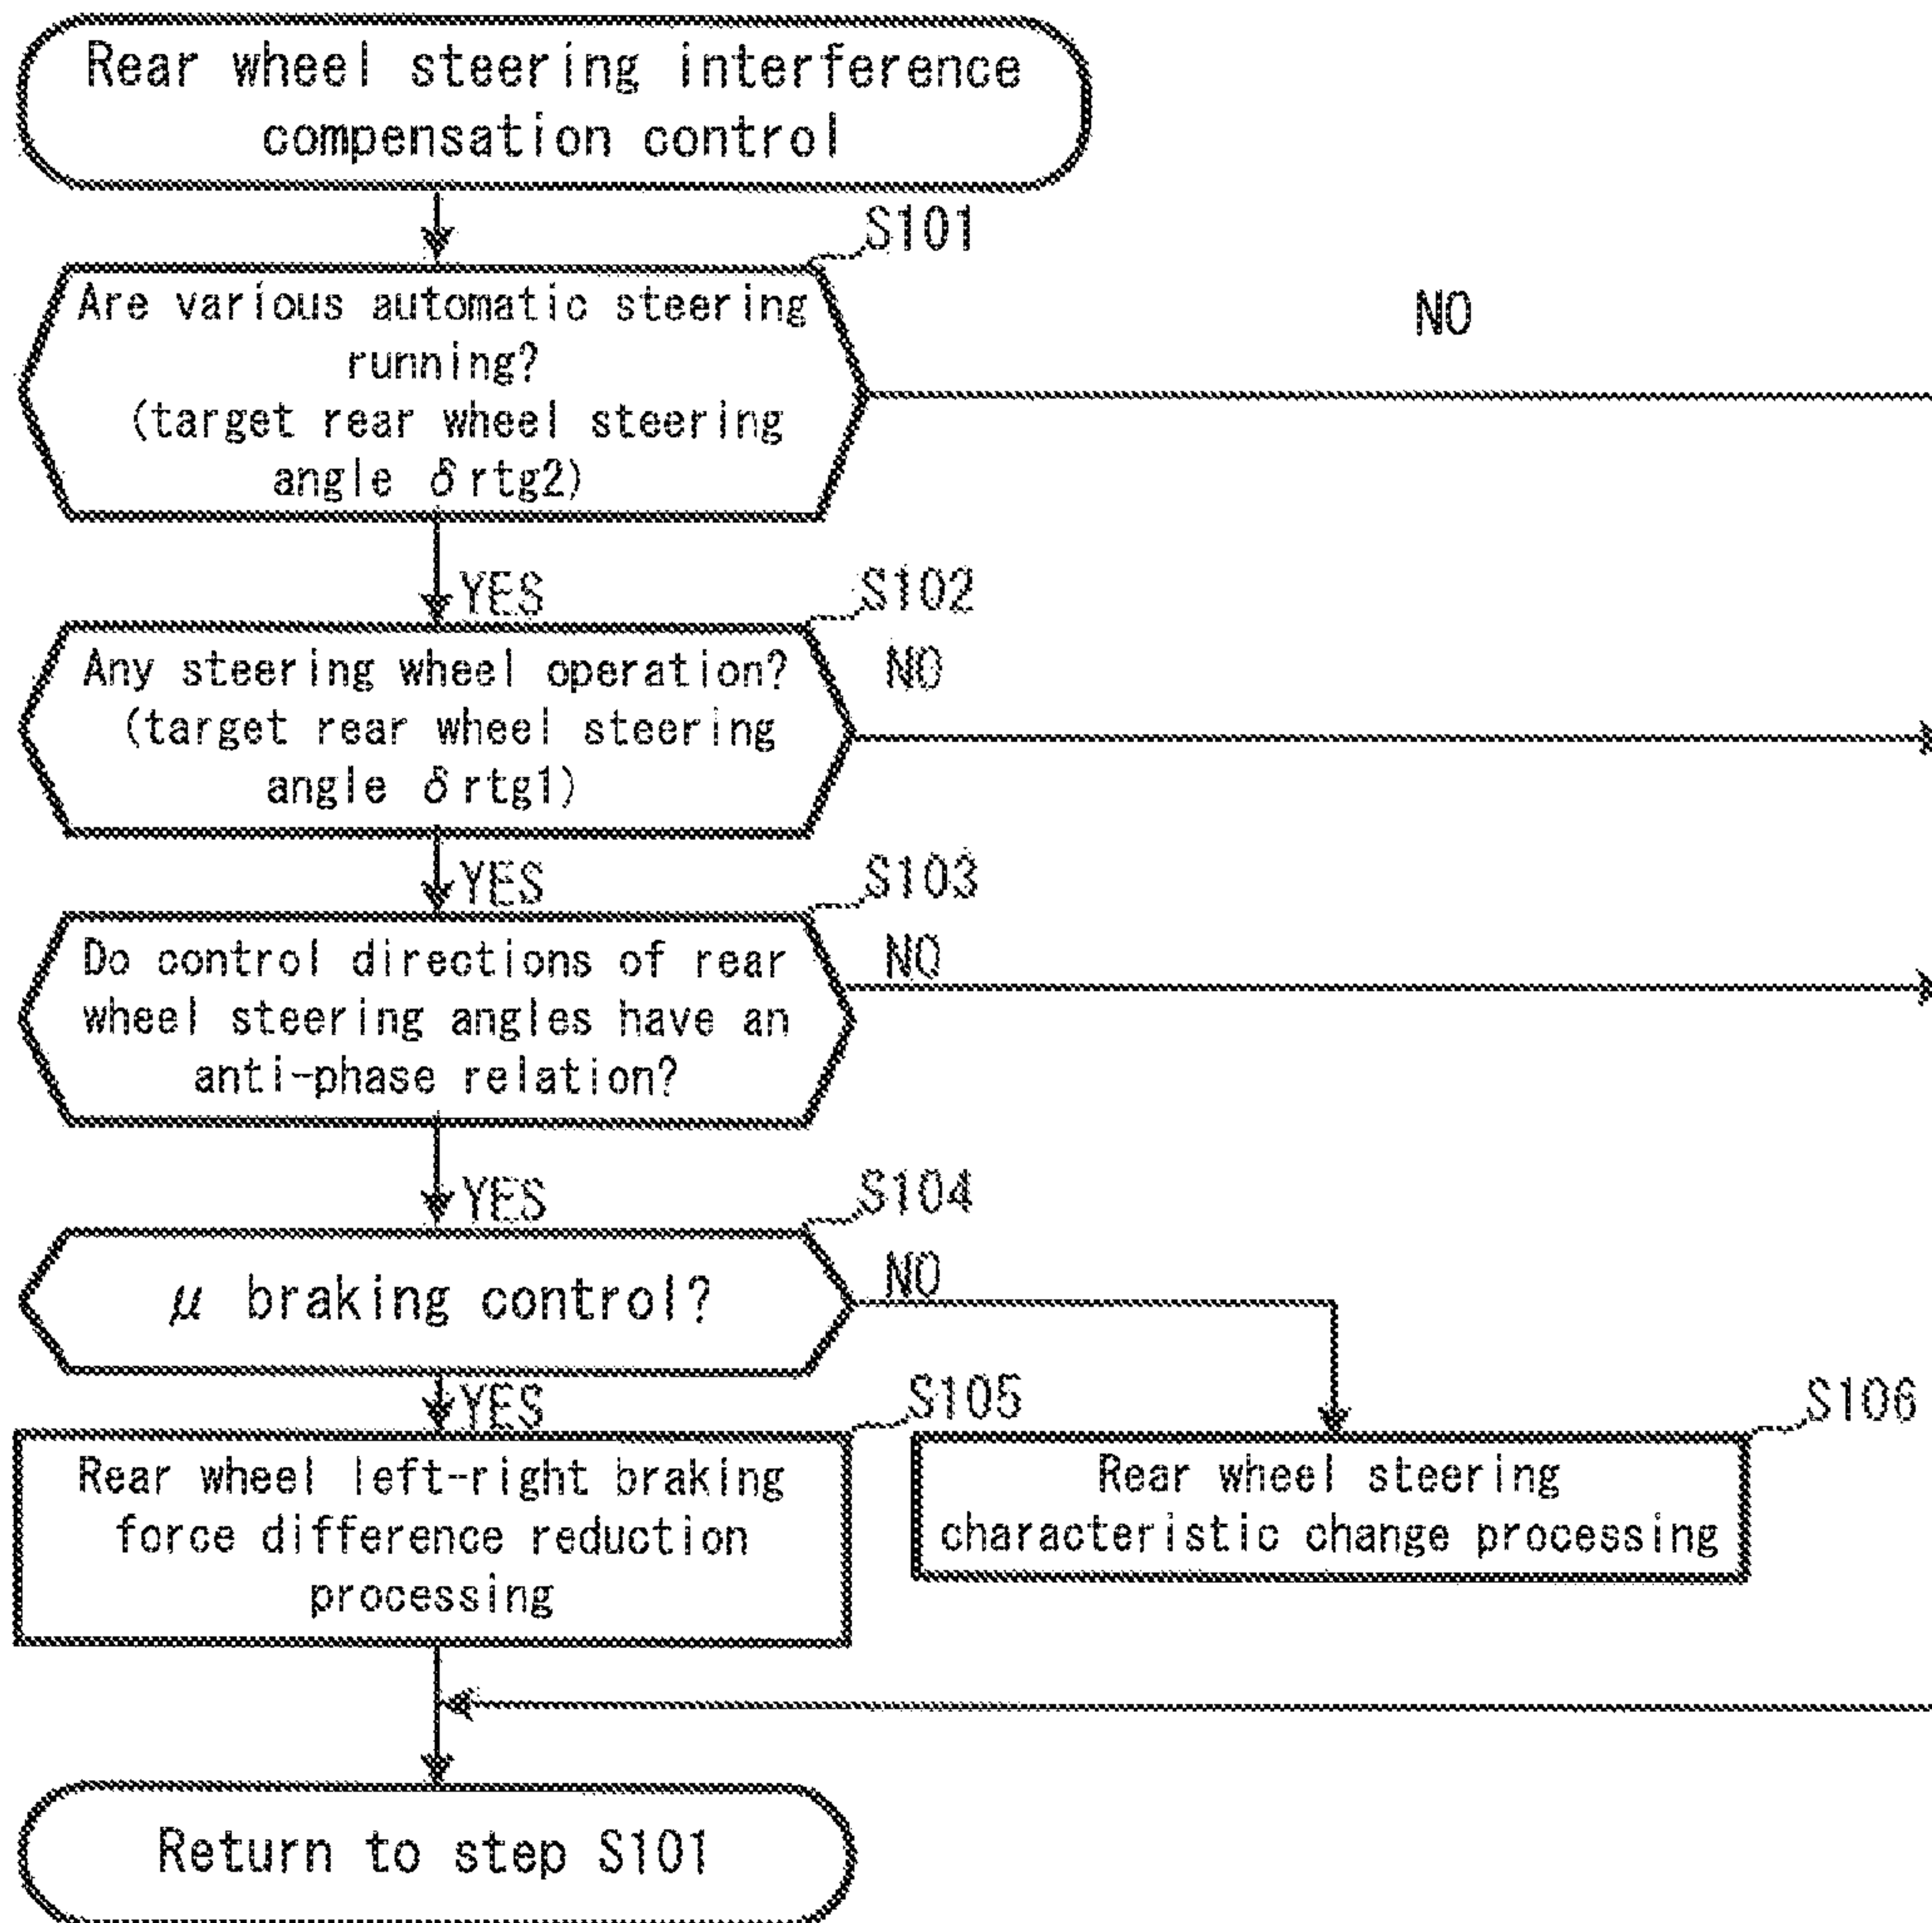 Rear wheel steering interference
compensation control
S101
Are various automatic steering
running?
(target rear wheel steering
angle δrtg2)
NO
YES
S102
Any steering wheel operation?
(target rear wheel steering
angle δrtg1)
NO
YES
S103
Do control directions of rear
wheel steering angles have an
anti-phase relation?
NO
YES
S104
μ braking control?
NO
YES
S105
Rear wheel left-right braking
force difference reduction
processing
S106
Rear wheel steering
characteristic change processing
Return to step S101